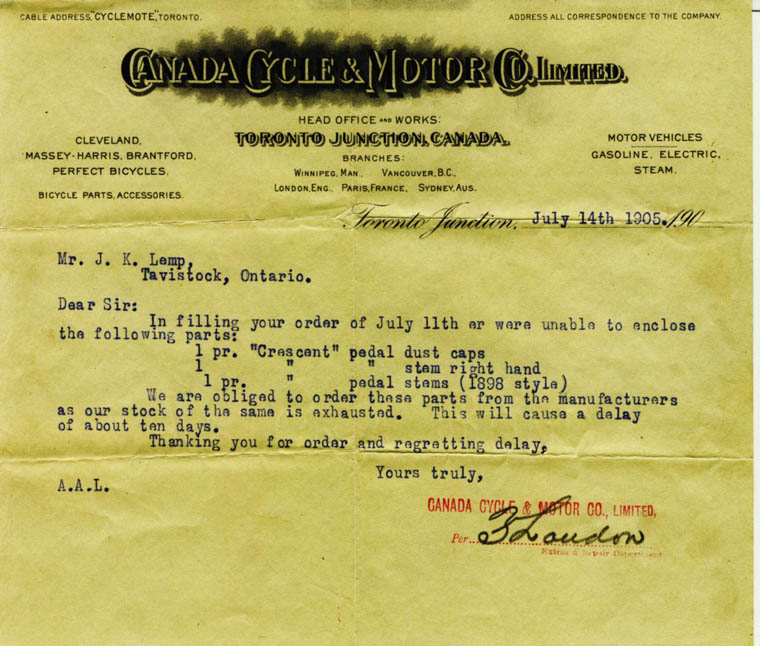 CABLE ADDRESS, "CYCLEMOTE", TORONTO.
ADDRESS ALL CORRESPONDENCE TO THE COMPANY.
CANADA CYCLE & MOTOR CO. LIMITED.
HEAD OFFICE AND WORKS:
TORONTO JUNCTION, CANADA.
BRANCHES:
WINNIPEG, MAN., VANCOUVER, B.C.,
LONDON, ENG., PARIS, FRANCE, SYDNEY, AUS.
CLEVELAND,
MASSEY-HARRIS, BRANTFORD,
PERFECT BICYCLES.
BICYCLE PARTS, ACCESSORIES.
MOTOR VEHICLES
GASOLINE, ELECTRIC,
STEAM.
Toronto Junction, July 14th 1905. 190
Mr. J. K. Lemp,
Tavistock, Ontario.
Dear Sir:
In filling your order of July 11th er were unable to enclose
the following parts:
1 pr. "Crescent" pedal dust caps
1 " " stem right hand
1 pr. " pedal stems (1898 style)
We are obliged to order these parts from the manufacturers
as our stock of the same is exhausted. This will cause a delay
of about ten days.
Thanking you for order and regretting delay,
Yours truly,
A.A.L.
CANADA CYCLE & MOTOR CO., LIMITED,
Per Loudon
Extras & Repair Department